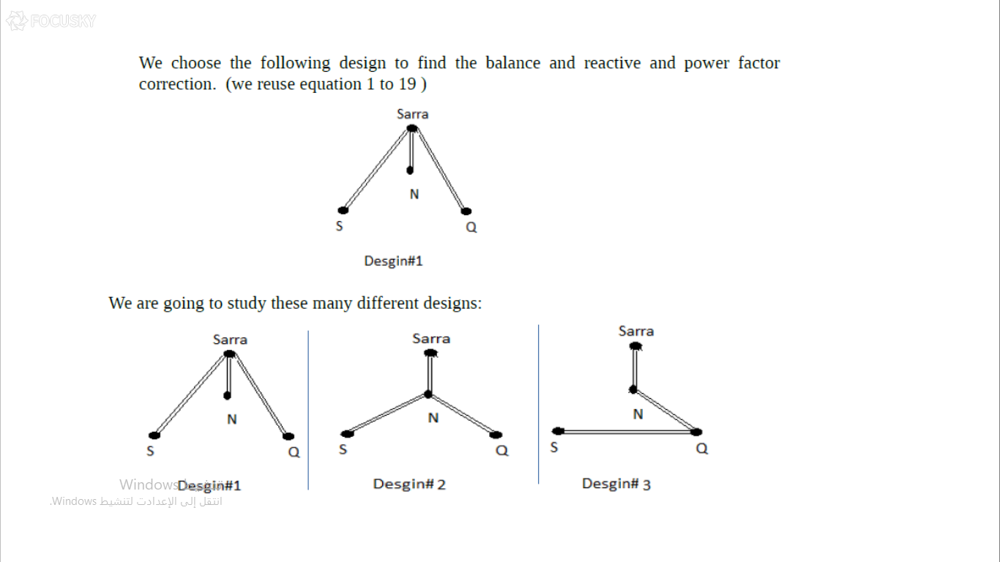 FOCUSKY
We choose the following design to find the balance and reactive and power factor
correction. (we reuse equation 1 to 19 )
Sarra
N
S
Q
Desgin#1
We are going to study these many different designs:
Sarra
N
S
Q
Desgin#1
Sarra
N
S
Q
Desgin# 2
Sarra
N
S
Q
Desgin# 3
تنشيط Windows
انتقل إلى الإعدادت لتنشيط Windows.